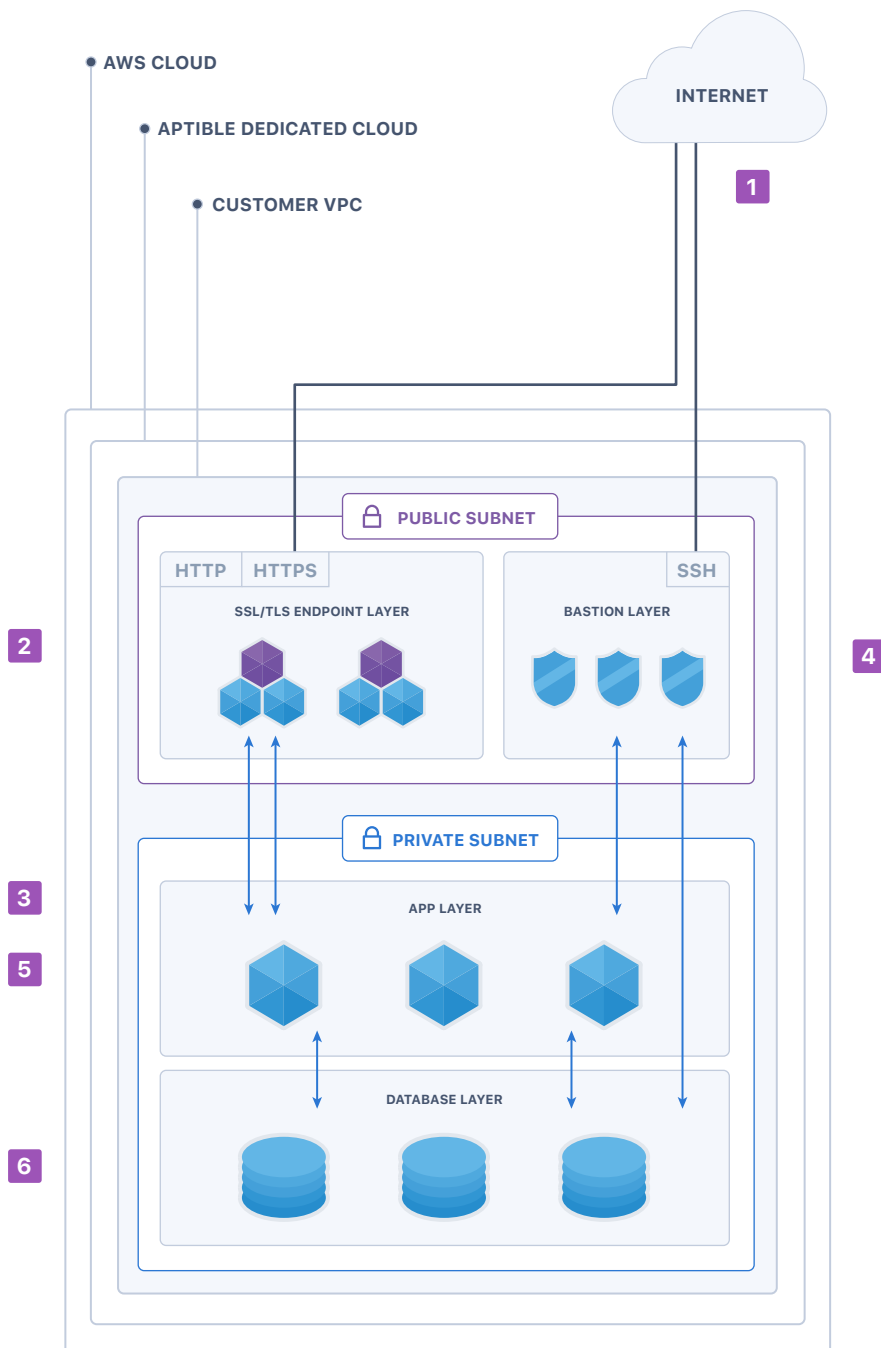 AWS CLOUD
INTERNET
APTIBLE DEDICATED CLOUD
1
CUSTOMER VPC
PUBLIC SUBNET
HTTP
HTTPS
SSH
SSL/TLS ENDPOINT LAYER
BASTION LAYER
2
4
PRIVATE SUBNET
3
APP LAYER
5
DATABASE LAYER
6